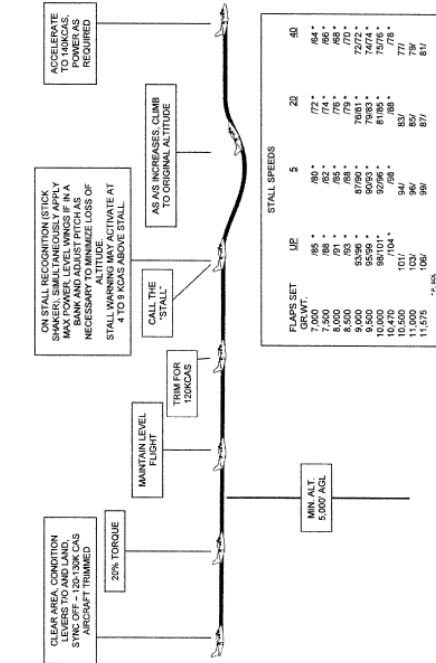 CLEAR AREA, CONDITION
LEVERS T/O AND LAND,
SYNC OFF – 120-130K CAS
AIRCRAFT TRIMMED
20% TORQUE
MAINTAIN LEVEL
FLIGHT
TRIM FOR
120KCAS
ON STALL RECOGNITION (STICK
SHAKER), SIMULTANEOUSLY APPLY
MAX POWER, LEVEL WINGS IF IN A
BANK AND ADJUST PITCH AS
NECESSARY TO MINIMIZE LOSS OF
ALTITUDE.
STALL WARNING MAY ACTIVATE AT
4 TO 9 KCAS ABOVE STALL.
CALL THE
"STALL"
AS A/S INCREASES, CLIMB
TO ORIGINAL ALTITUDE
ACCELERATE
TO 140KCAS,
POWER AS
REQUIRED
MIN. ALT.
5,000' AGL
STALL SPEEDS
FLAPS SET UP 5 20 40
GR.WT.
7,000 /85 * /80 * /72 * /64 *
7,500 /88 * /82 * /74 * /66 *
8,000 /91 * /85 * /76 * /68 *
8,500 /93 * /88 * /79 * /70 *
9,000 93/96 * 87/90 * 76/81 * 72/72 *
9,500 95/99 * 90/93 * 79/83 * 74/74 *
10,000 98/101* 92/96 * 81/85 * 75/76 *
10,470 /104 * /98 * /88 * /78 *
10,500 101/ 94/ 83/ 77/
11,000 103/ 96/ 85/ 79/
11,575 106/ 99/ 87/ 81/